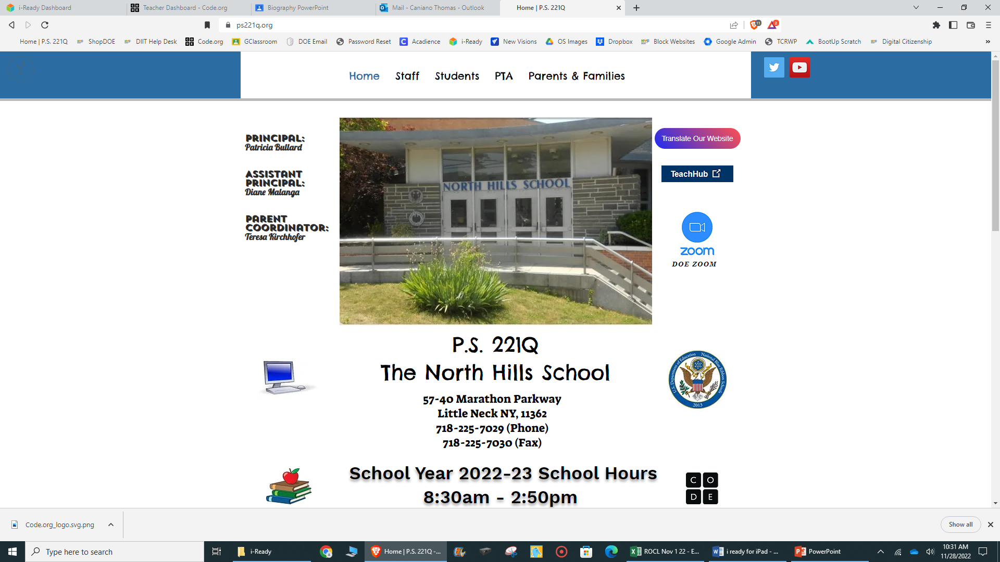 i-Ready Dashboard
Teacher Dashboard - Code.org
Biography PowerPoint
Mail - Caniano Thomas - Outlook
Home | P.S. 221Q
ps221q.org
11
2
Home | P.S. 221Q
ShopDOE
DIIT Help Desk
Code.org
GClassroom
DOE Email
Password Reset
Acadience
i-Ready
New Visions
OS Images
Dropbox
Block Websites
Google Admin
TCRWP
BootUp Scratch
Digital Citizenship
Home
Staff
Students
PTA
Parents & Families
PRINCIPAL:
Patricia Bullard
ASSISTANT
PRINCIPAL:
Diane Malanga
PARENT
COORDINATOR:
Teresa Kirchhofer
NORTH HILLS SCHOOL
Translate Our Website
TeachHub
zoom
DOE ZOOM
P.S. 221Q
The North Hills School
57-40 Marathon Parkway
Little Neck NY, 11362
718-225-7029 (Phone)
718-225-7030 (Fax)
U.S. Department of Education National Blue Ribbon Schools
2013
School Year 2022-23 School Hours
8:30am - 2:50pm
C O
D E
Code.org_logo.svg.png
Show all
Type here to search
i-Ready
Home | P.S. 221Q -...
ROCL Nov 1 22 - E...
i ready for iPad - ...
PowerPoint
10:31 AM
11/28/2022